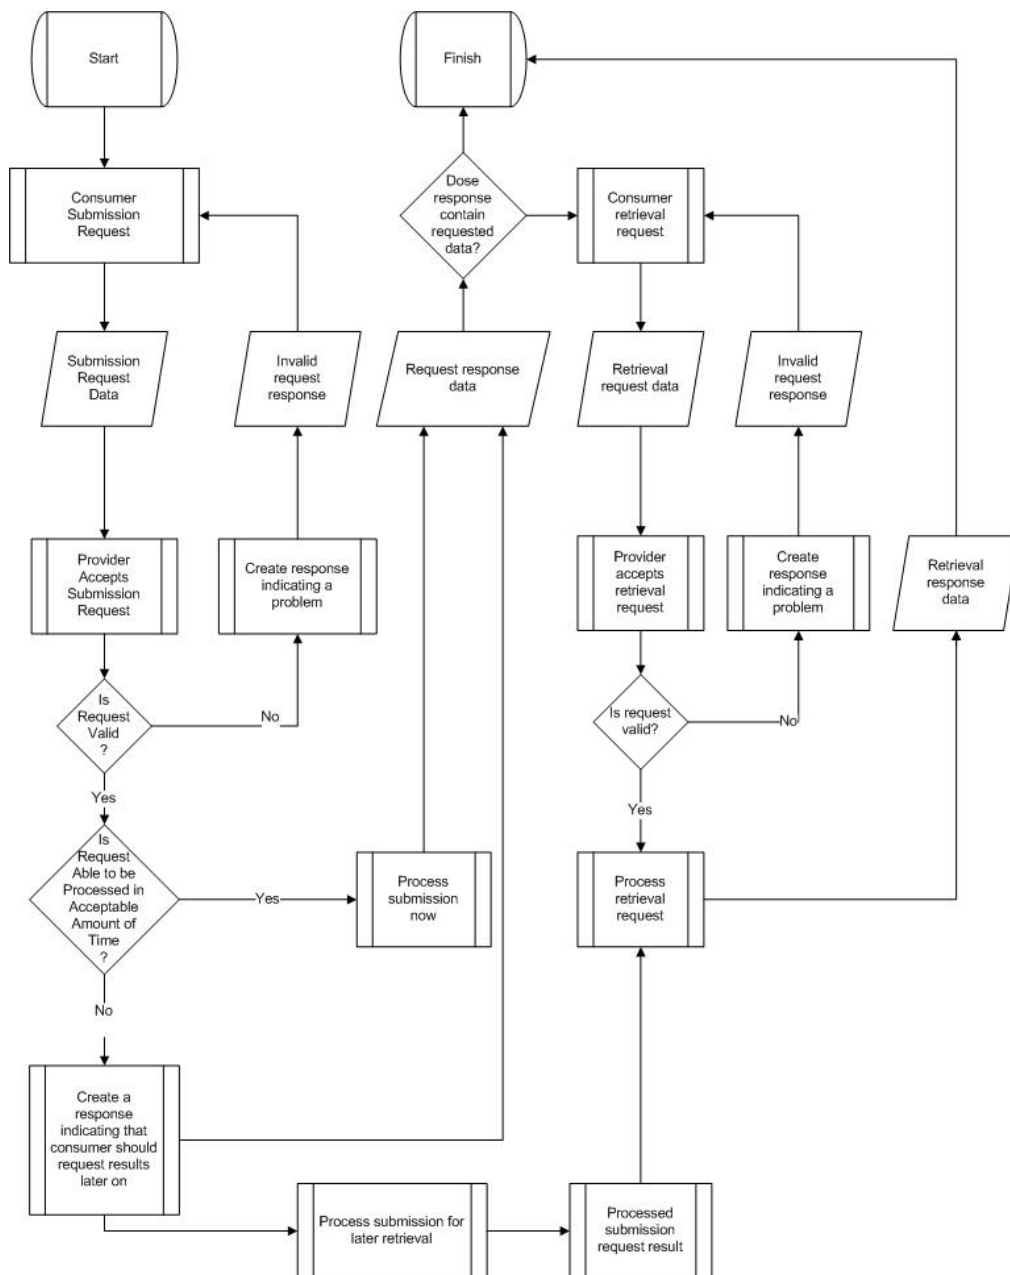 Start
Finish
Consumer
Submission
Request
Dose
response
contain
requested
data?
Consumer
retrieval
request
Submission
Request
Data
Invalid
request
response
Request response
data
Retrieval
request data
Invalid
request
response
Provider
Accepts
Submission
Request
Create response
indicating a
problem
Provider
accepts
retrieval
request
Create
response
indicating a
problem
Retrieval
response
data
Is
Request
Valid
?
No
Is request
valid?
No
Yes
Yes
Is
Request
Able to be
Processed in
Acceptable
Amount of
Time
?
Yes
Process
submission
now
Process
retrieval
request
No
Create a
response
indicating that
consumer should
request results
later on
Process submission for
later retrieval
Processed
submission
request result